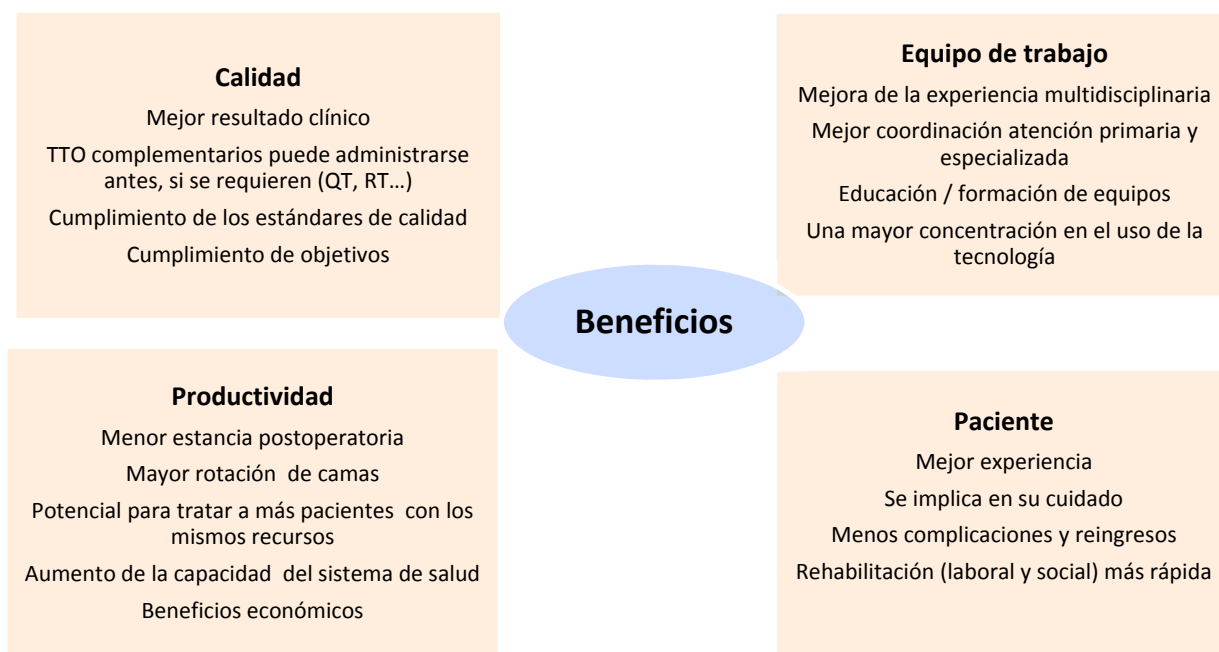 Calidad
Mejor resultado clínico
TTO complementarios puede administrarse
antes, si se requieren (QT, RT...)
Cumplimiento de los estándares de calidad
Cumplimiento de objetivos
Equipo de trabajo
Mejora de la experiencia multidisciplinaria
Mejor coordinación atención primaria y
especializada
Educación / formación de equipos
Una mayor concentración en el uso de la
tecnología
Beneficios
Productividad
Menor estancia postoperatoria
Mayor rotación de camas
Potencial para tratar a más pacientes con los
mismos recursos
Aumento de la capacidad del sistema de salud
Beneficios económicos
Paciente
Mejor experiencia
Se implica en su cuidado
Menos complicaciones y reingresos
Rehabilitación (laboral y social) más rápida